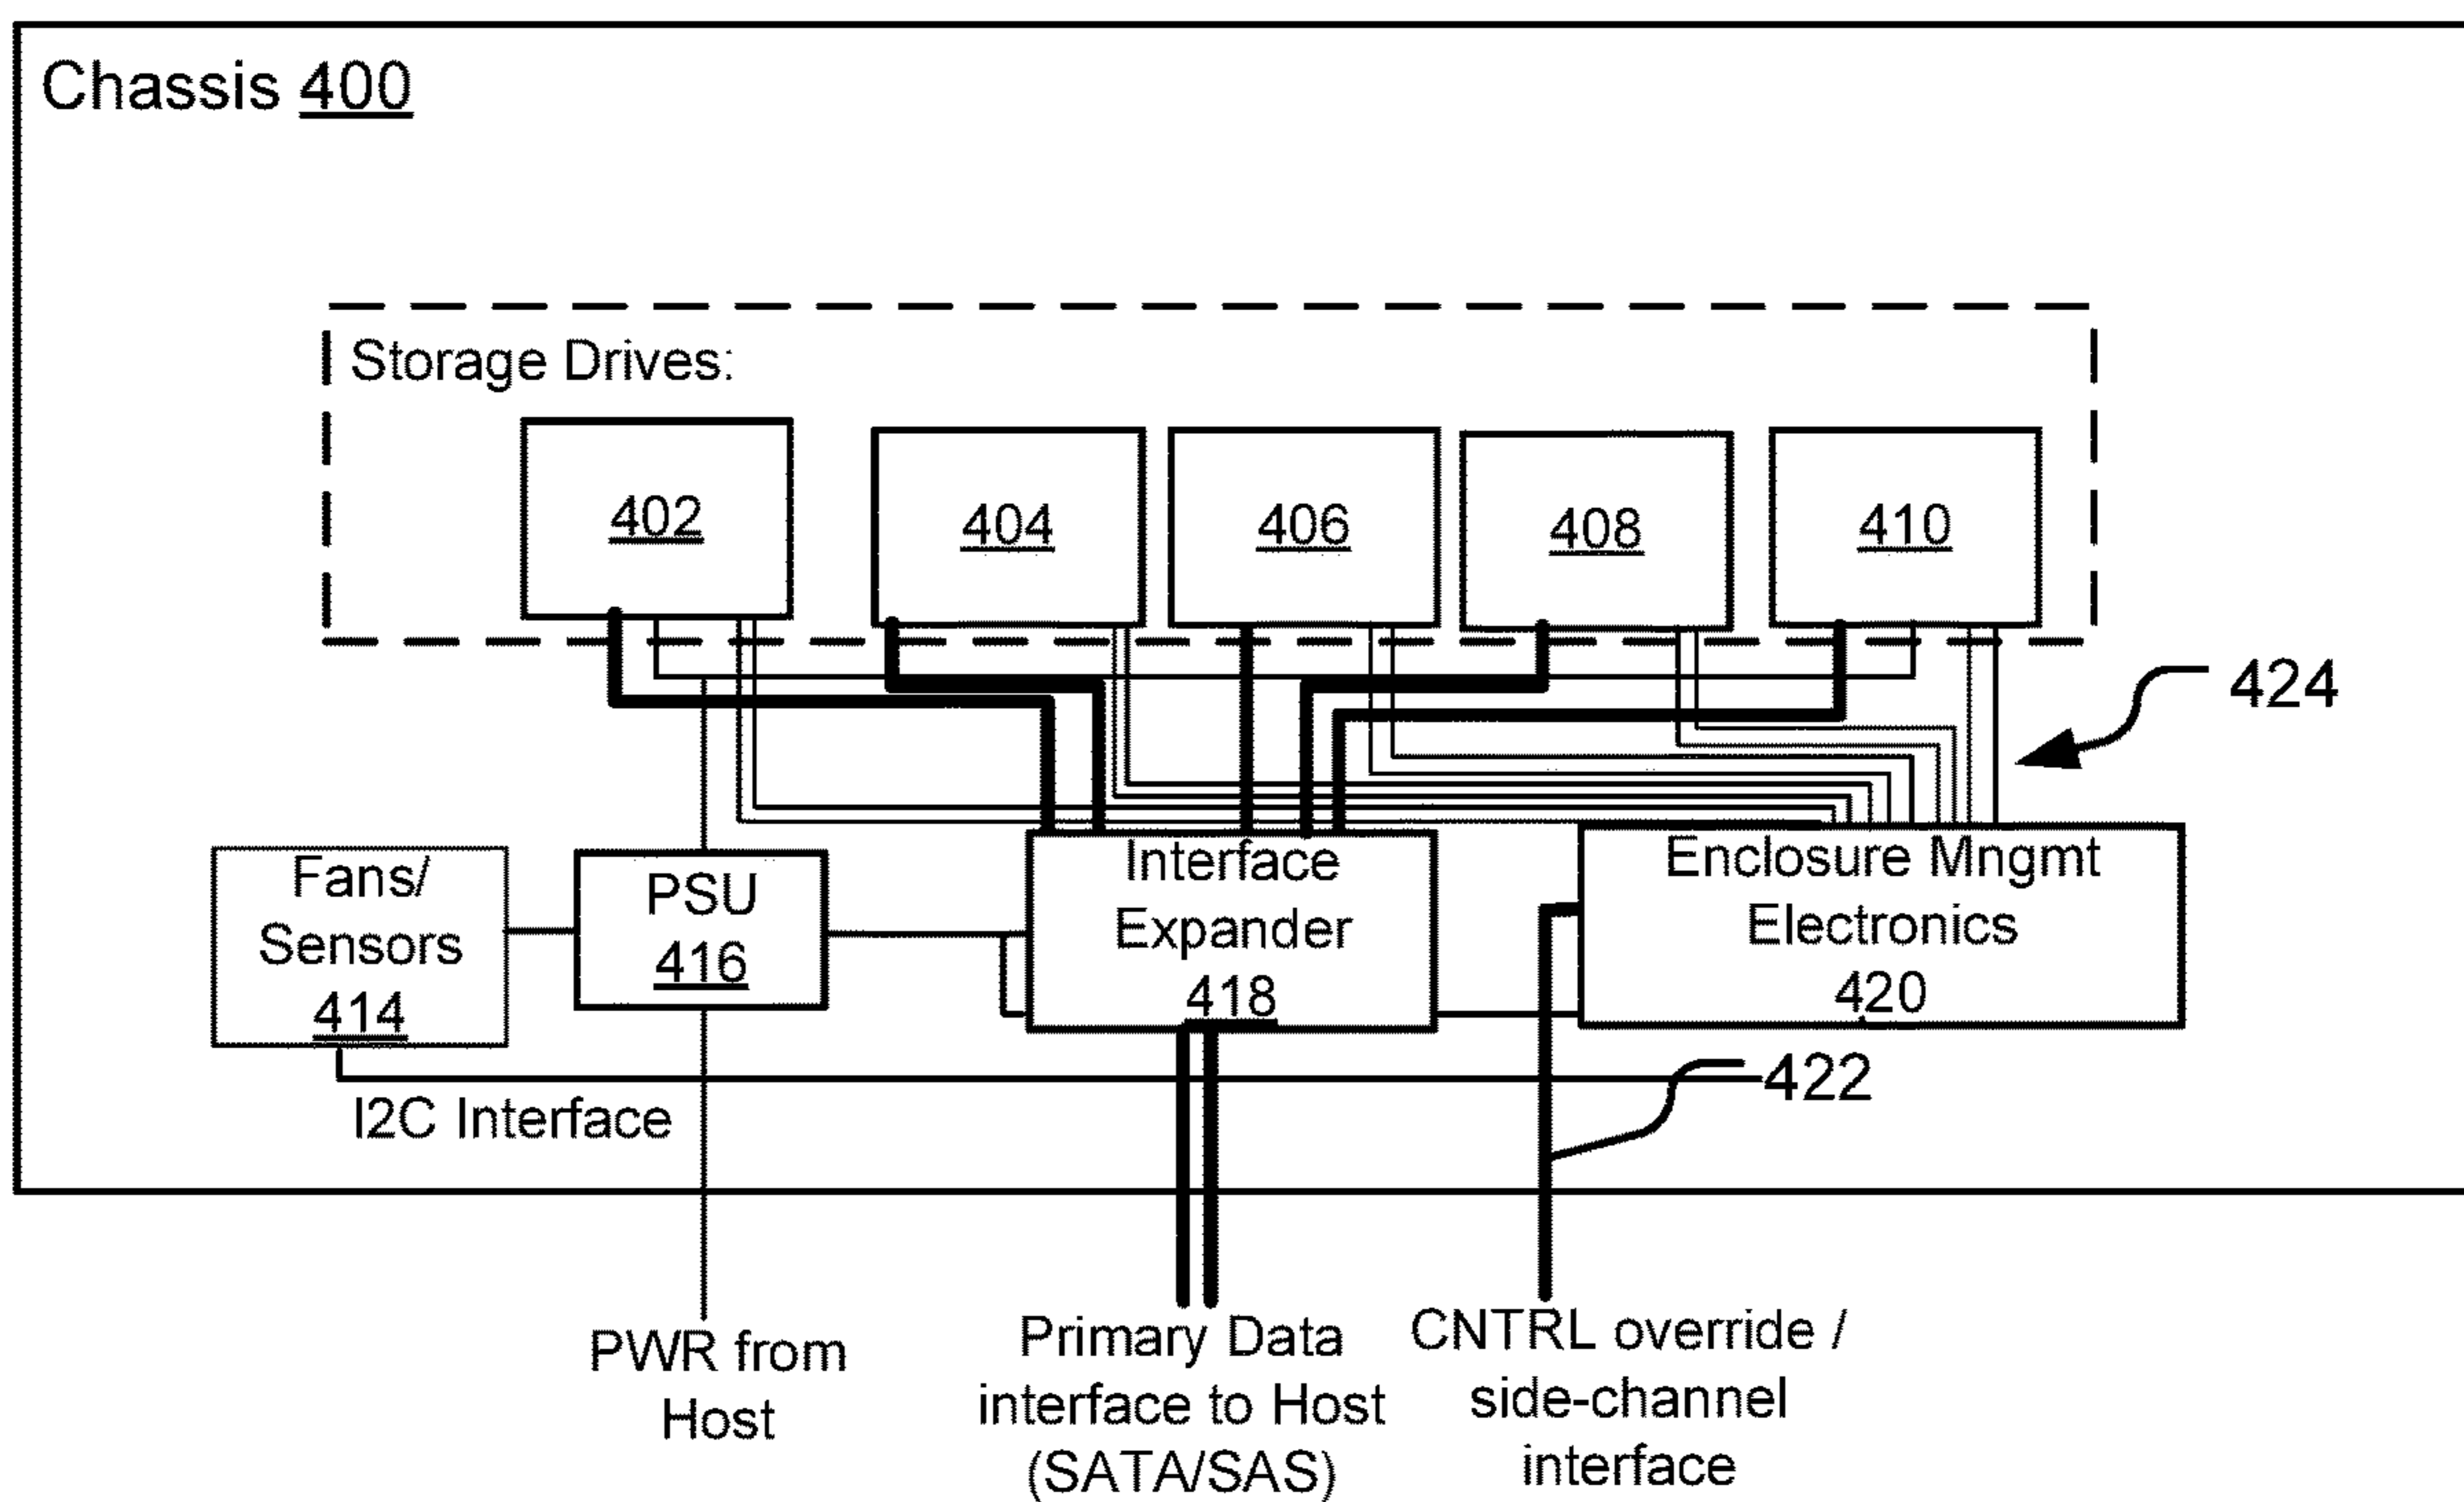 Chassis 400
Storage Drives:
402
404
406
408
410
424
Fans/
Sensors
414
PSU
416
Interface
Expander
418
Enclosure Mngmt
Electronics
420
422
I2C Interface
PWR from
Host
Primary Data
interface to Host
(SATA/SAS)
CNTRL override /
side-channel
interface